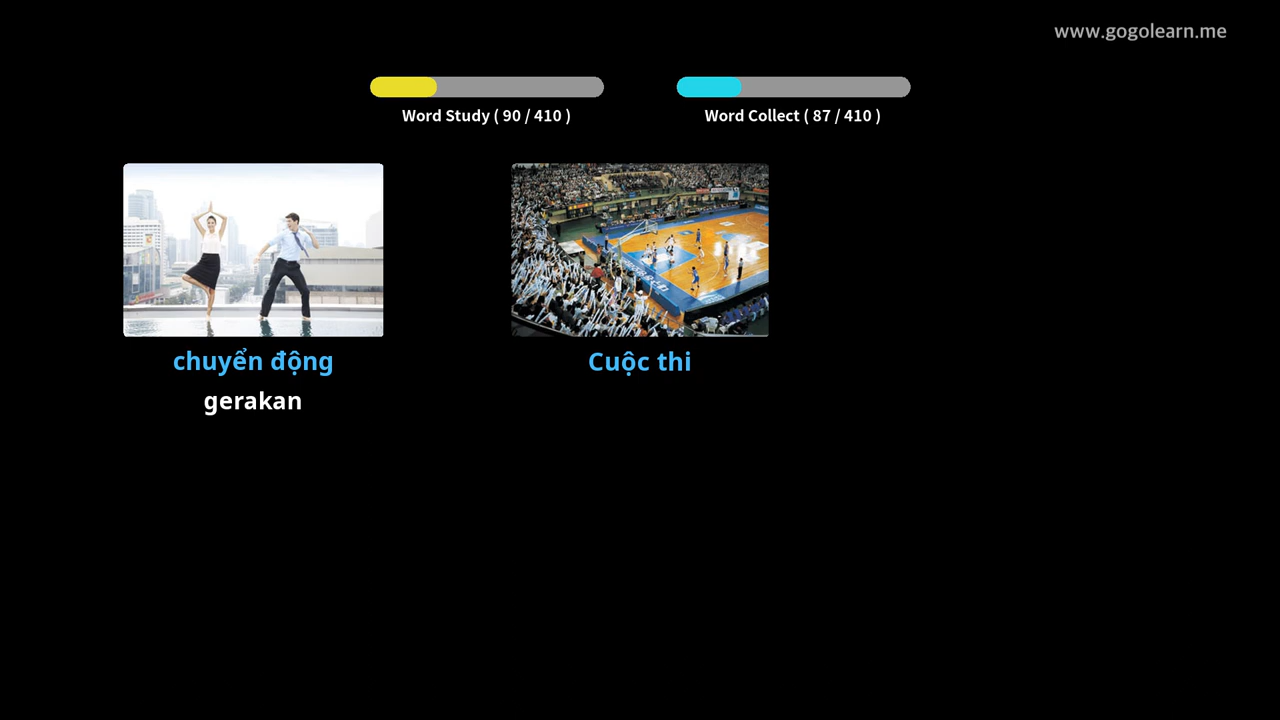 www.gogolearn.me
Word Study ( 90 / 410 )
Word Collect ( 87 / 410 )
chuyển động
gerakan
Cuộc thi